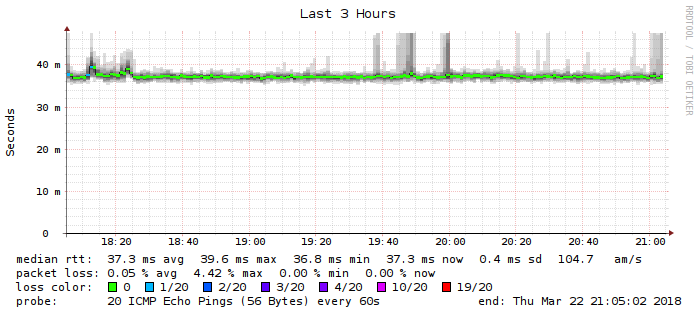 Last 3 Hours
RRDTOOL / TOBI OETIKER
Seconds
40 m
30 m
20 m
10 m
0
18:20 18:40 19:00 19:20 19:40 20:00 20:20 20:40 21:00
median rtt: 37.3 ms avg 39.6 ms max 36.8 ms min 37.3 ms now 0.4 ms sd 104.7 am/s
packet loss: 0.05 % avg 4.42 % max 0.00 % min 0.00 % now
loss color: 0 1/20 2/20 3/20 4/20 10/20 19/20
probe: 20 ICMP Echo Pings (56 Bytes) every 60s end: Thu Mar 22 21:05:02 2018